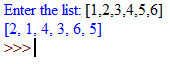 Enter the list: [1,2,3,4,5,6]
[2, 1, 4, 3, 6, 5]
>>>